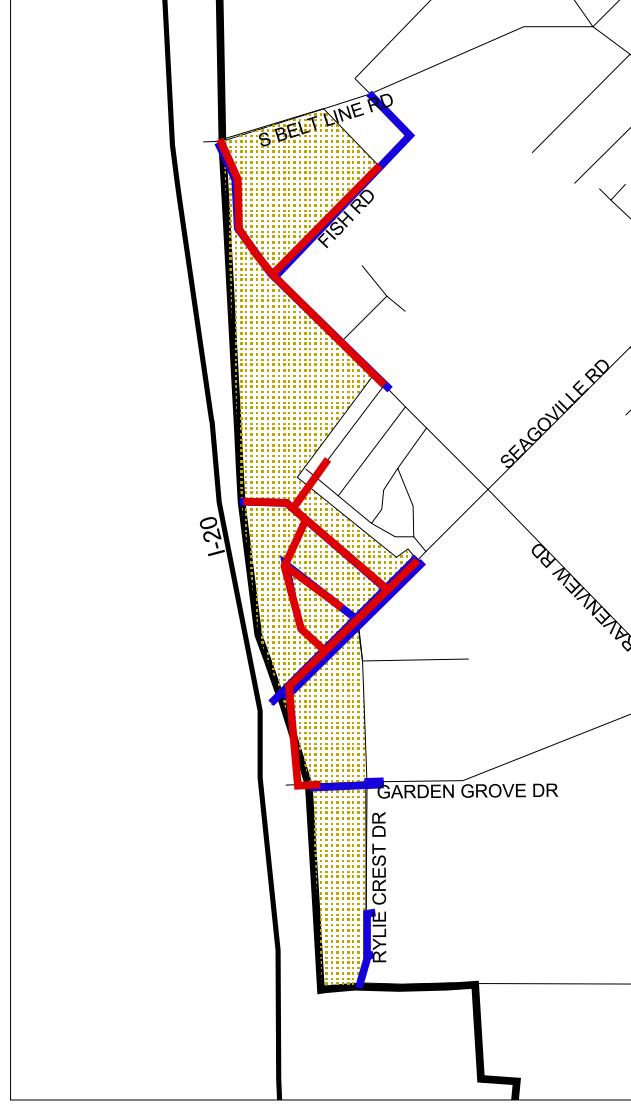 S BELT LINE RD
FISH RD
SEAGOVILLE RD
I-20
RAVENVIEW RD
GARDEN GROVE DR
RYLIE CREST DR